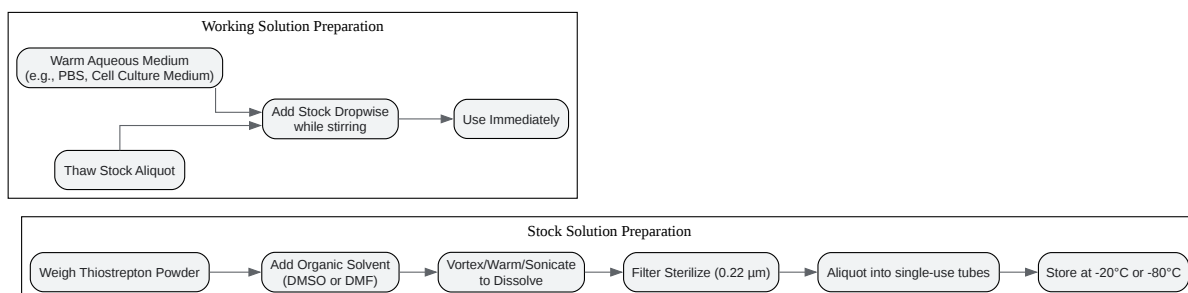 Working Solution Preparation
Warm Aqueous Medium
(e.g., PBS, Cell Culture Medium)
Add Stock Dropwise
while stirring
Use Immediately
Thaw Stock Aliquot
Stock Solution Preparation
Weigh Thiostrepton Powder
Add Organic Solvent
(DMSO or DMF)
Vortex/Warm/Sonicate
to Dissolve
Filter Sterilize (0.22 µm)
Aliquot into single-use tubes
Store at -20°C or -80°C